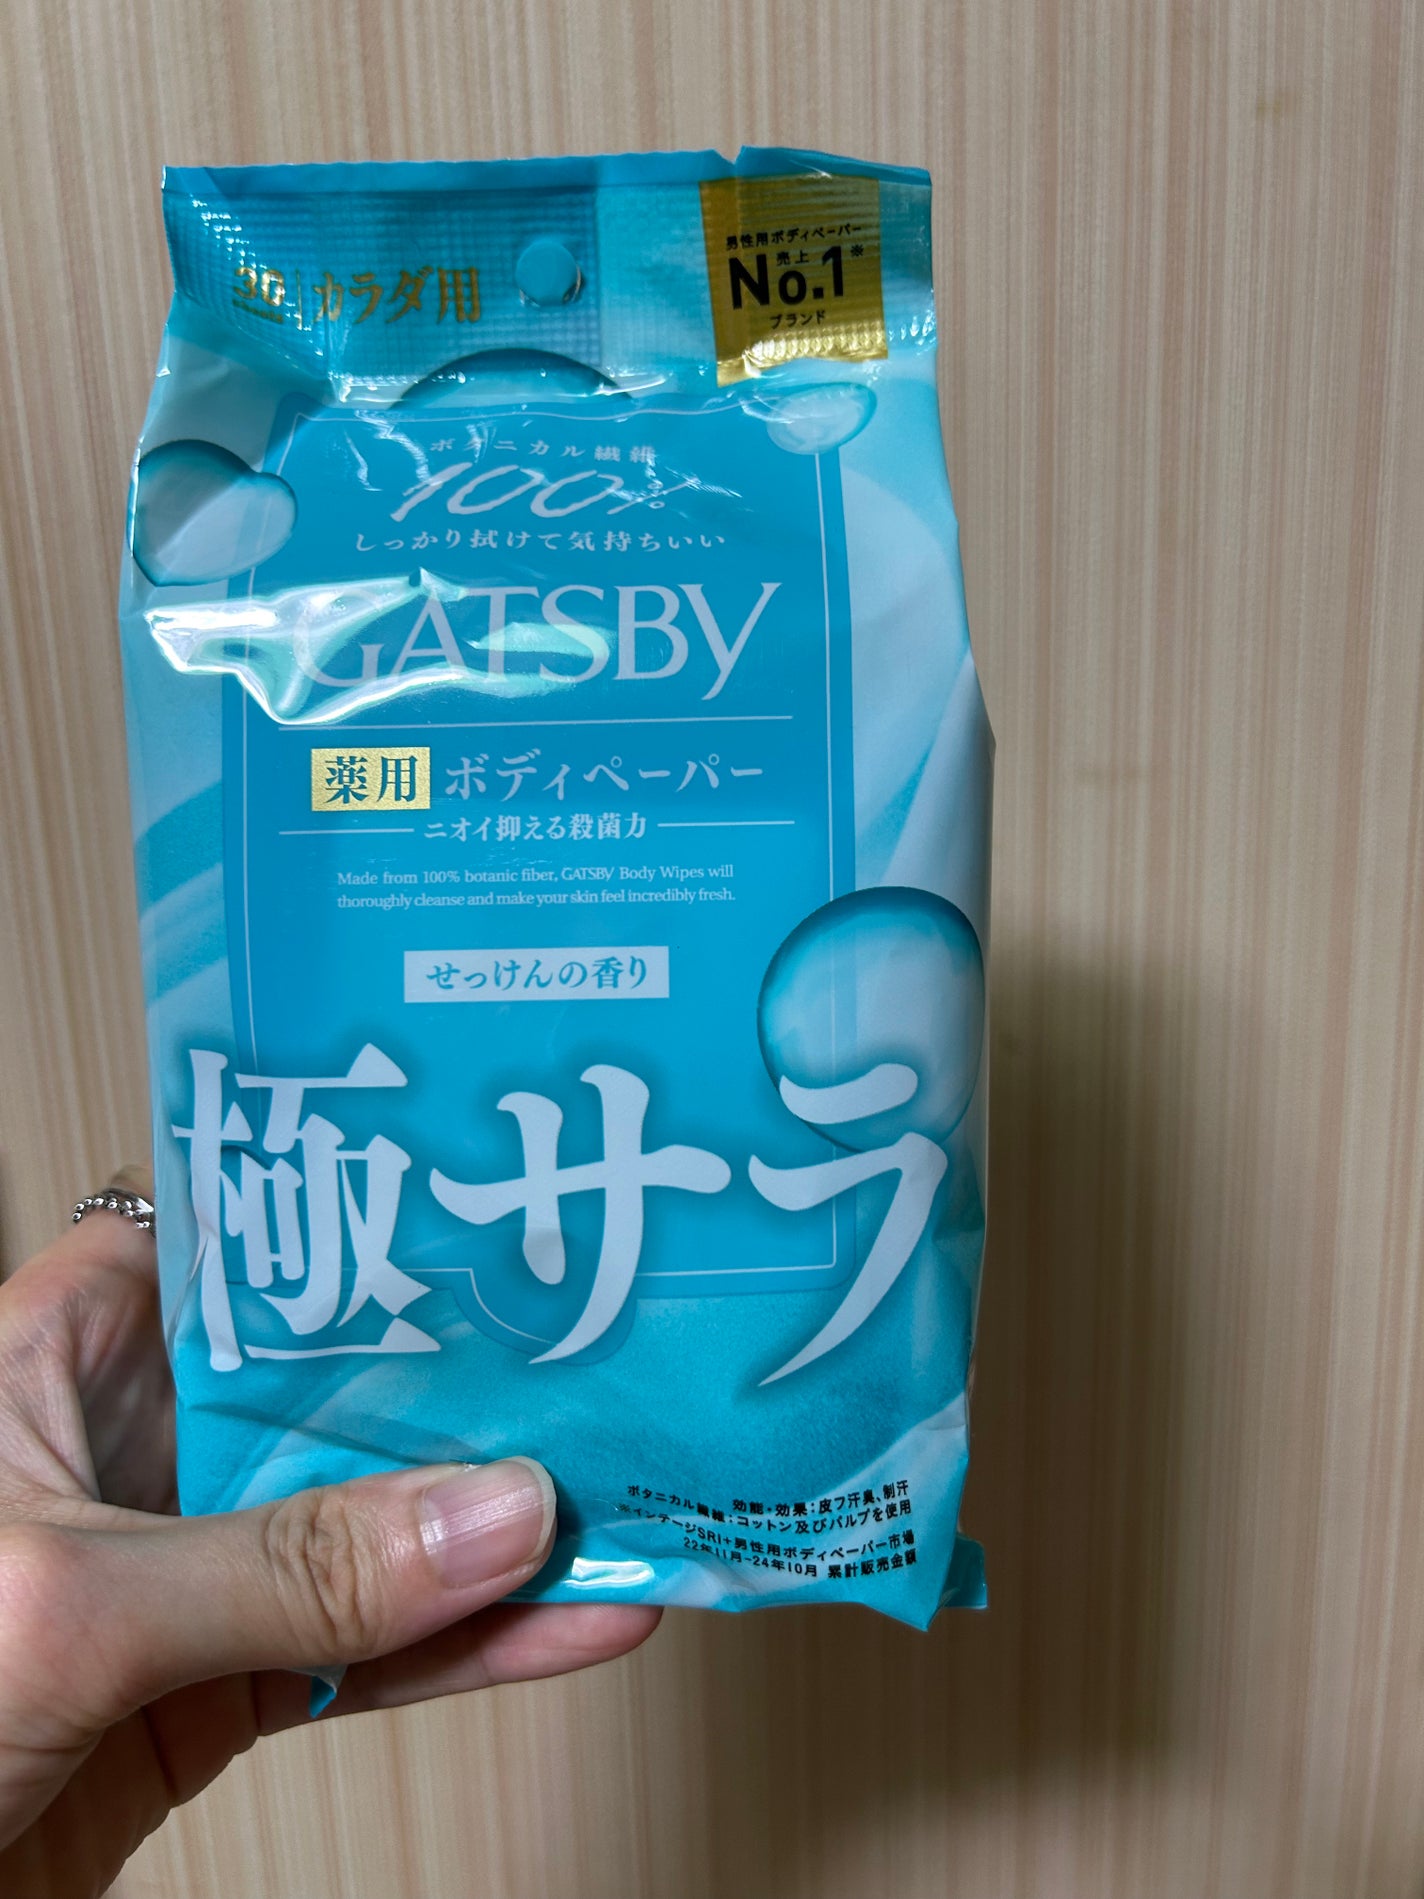 30 カラダ用
男性用ボディペーパー
売上
No.1※
ブランド
ボタニカル繊維
100%
しっかり拭けて気持ちいい
GATSBY
薬用 ボディペーパー
ニオイ抑える殺菌力
Made from 100% botanic fiber, GATSBY Body Wipes will
thoroughly cleanse and make your skin feel incredibly fresh.
せっけんの香り
極サラ
効能・効果:皮フ汗臭、制汗
ボタニカル繊維:コットン及びパルプを使用
※インテージSRI+男性用ボディペーパー市場
22年11月-24年10月 累計販売金額